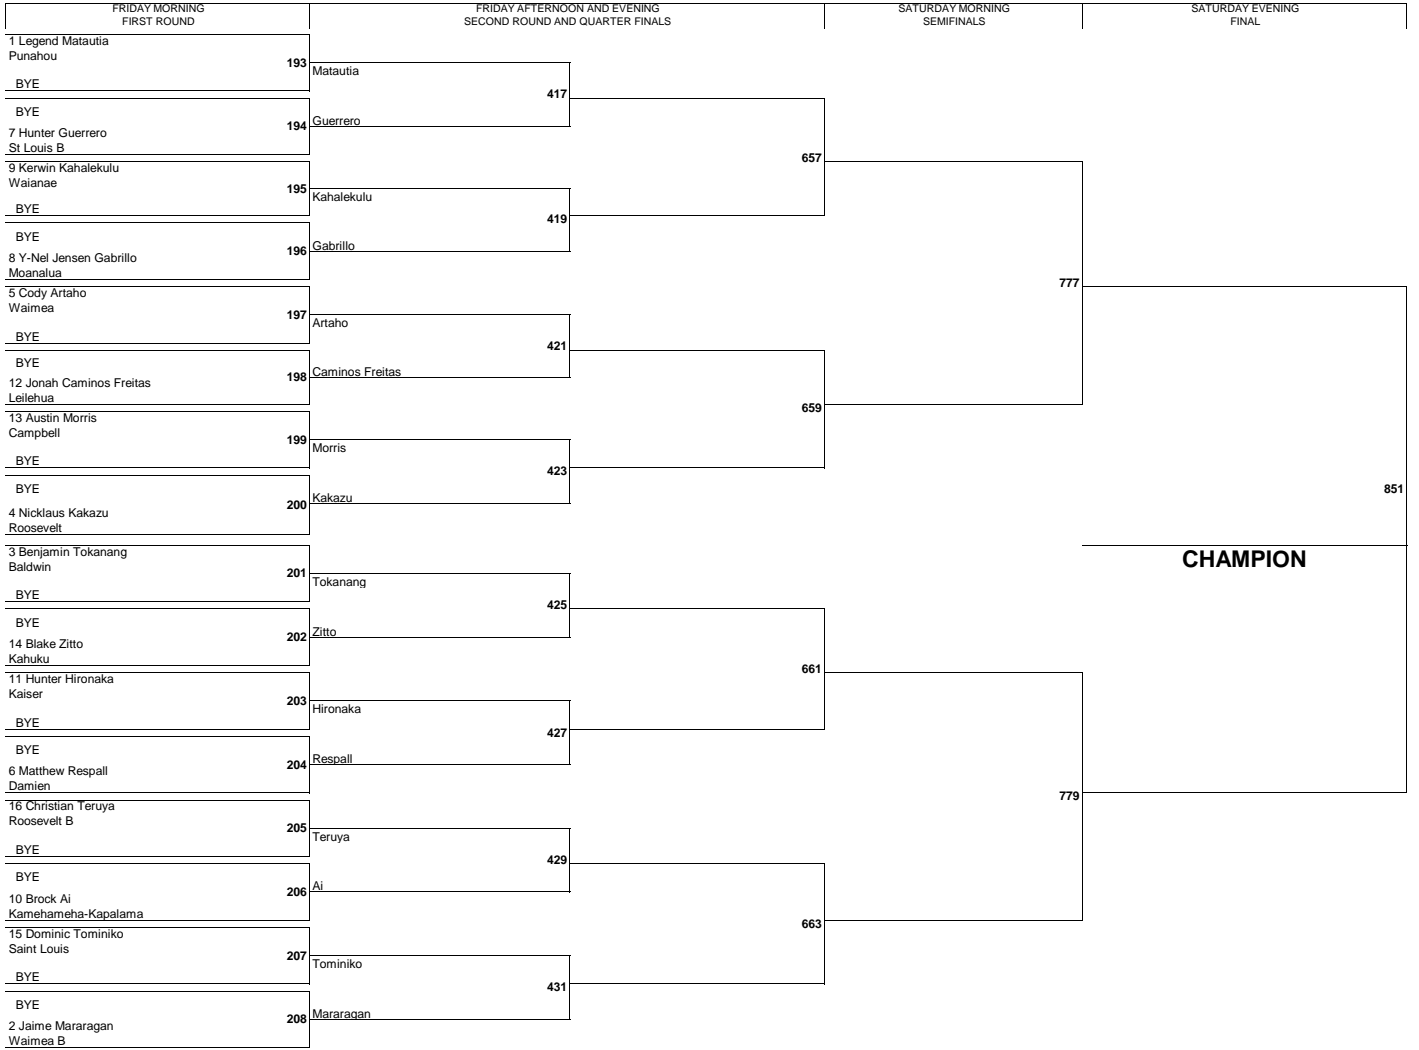 FRIDAY MORNING
FIRST ROUND
FRIDAY AFTERNOON AND EVENING
SECOND ROUND AND QUARTER FINALS
SATURDAY MORNING
SEMIFINALS
SATURDAY EVENING
FINAL
1 Legend Matautia
Punahou
193
BYE
BYE
194
7 Hunter Guerrero
St Louis B
9 Kerwin Kahalekulu
Waianae
195
BYE
BYE
196
8 Y-Nel Jensen Gabrillo
Moanalua
5 Cody Artaho
Waimea
197
BYE
BYE
198
12 Jonah Caminos Freitas
Leilehua
13 Austin Morris
Campbell
199
BYE
BYE
200
4 Nicklaus Kakazu
Roosevelt
3 Benjamin Tokanang
Baldwin
201
BYE
BYE
202
14 Blake Zitto
Kahuku
11 Hunter Hironaka
Kaiser
203
BYE
BYE
204
6 Matthew Respall
Damien
16 Christian Teruya
Roosevelt B
205
BYE
BYE
206
10 Brock Ai
Kamehameha-Kapalama
15 Dominic Tominiko
Saint Louis
207
BYE
BYE
208
2 Jaime Mararagan
Waimea B
Matautia
417
Guerrero
Kahalekulu
419
Gabrillo
Artaho
421
Caminos Freitas
Morris
423
Kakazu
Tokanang
425
Zitto
Hironaka
427
Respall
Teruya
429
Ai
Tominiko
431
Mararagan
657
659
661
663
777
779
851
CHAMPION